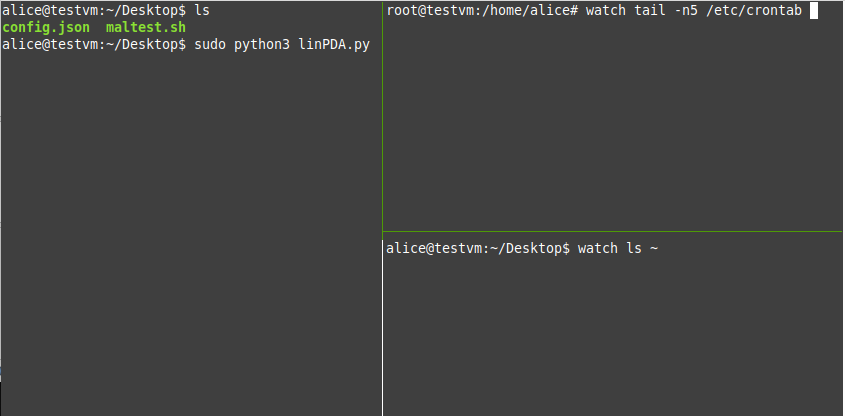 alice@testvm:~/Desktop$ ls
config.json  maltest.sh
alice@testvm:~/Desktop$ sudo python3 linPDA.py
root@testvm:/home/alice# watch tail -n5 /etc/crontab
alice@testvm:~/Desktop$ watch ls ~